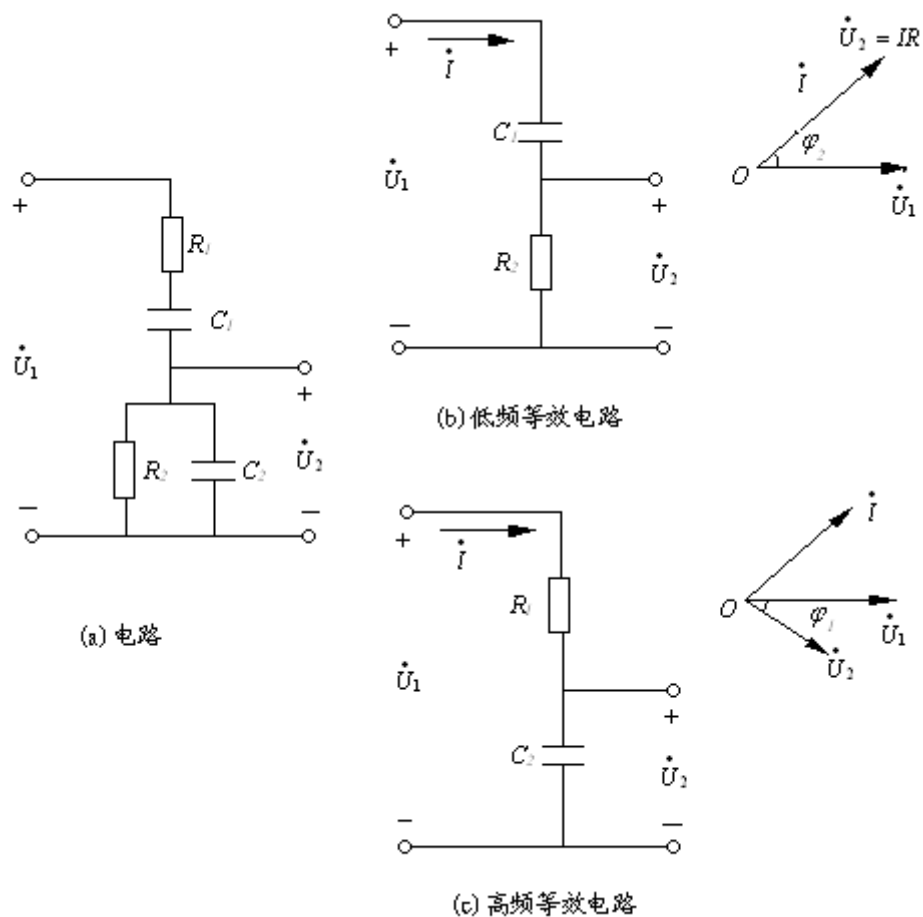 +
R₁
C₁
U̇₁
+
R₂
C₂
U̇₂
—
—
(a) 电路
+
İ
C₁
U̇₁
+
R₂
U̇₂
—
—
(b) 低频等效电路
U̇₂ = IR
İ
φ₂
O
U̇₁
+
İ
R₁
U̇₁
+
C₂
U̇₂
—
—
(c) 高频等效电路
İ
O
φ₁
U̇₁
U̇₂